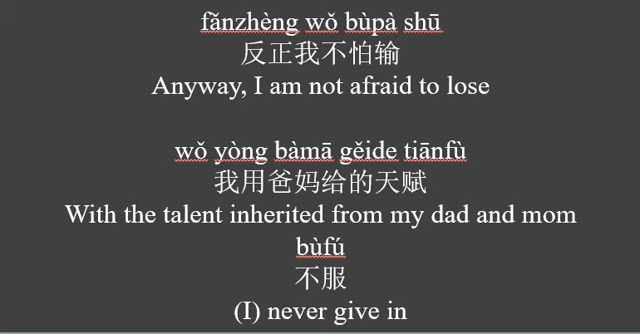 fǎnzhèng wǒ bùpà shū
反正我不怕输
Anyway, I am not afraid to lose
wǒ yòng bàmā gěide tiānfù
我用爸妈给的天赋
With the talent inherited from my dad and mom
bùfú
不服
(I) never give in